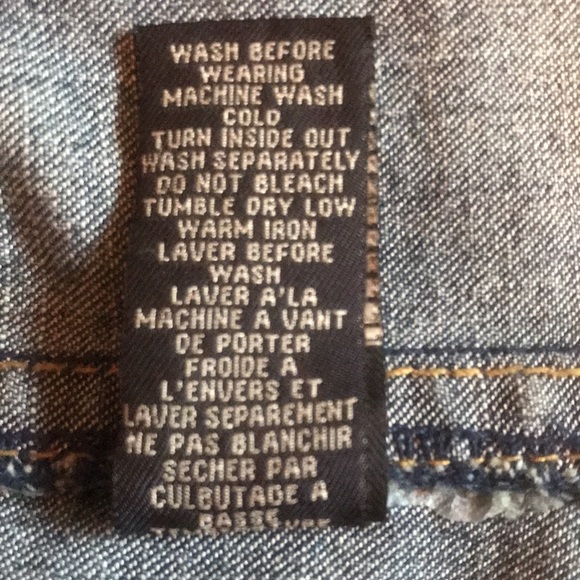 WASH BEFORE
WEARING
MACHINE WASH
COLD
TURN INSIDE OUT
WASH SEPARATELY
DO NOT BLEACH
TUMBLE DRY LOW
WARM IRON
LAVER BEFORE
WASH
LAVER A'LA
MACHINE A VANT
DE PORTER
FROIDE A
L'ENVERS ET
LAVER SEPAREMENT
NE PAS BLANCHIR
SECHER PAR
CULBUTADE A
BASSE